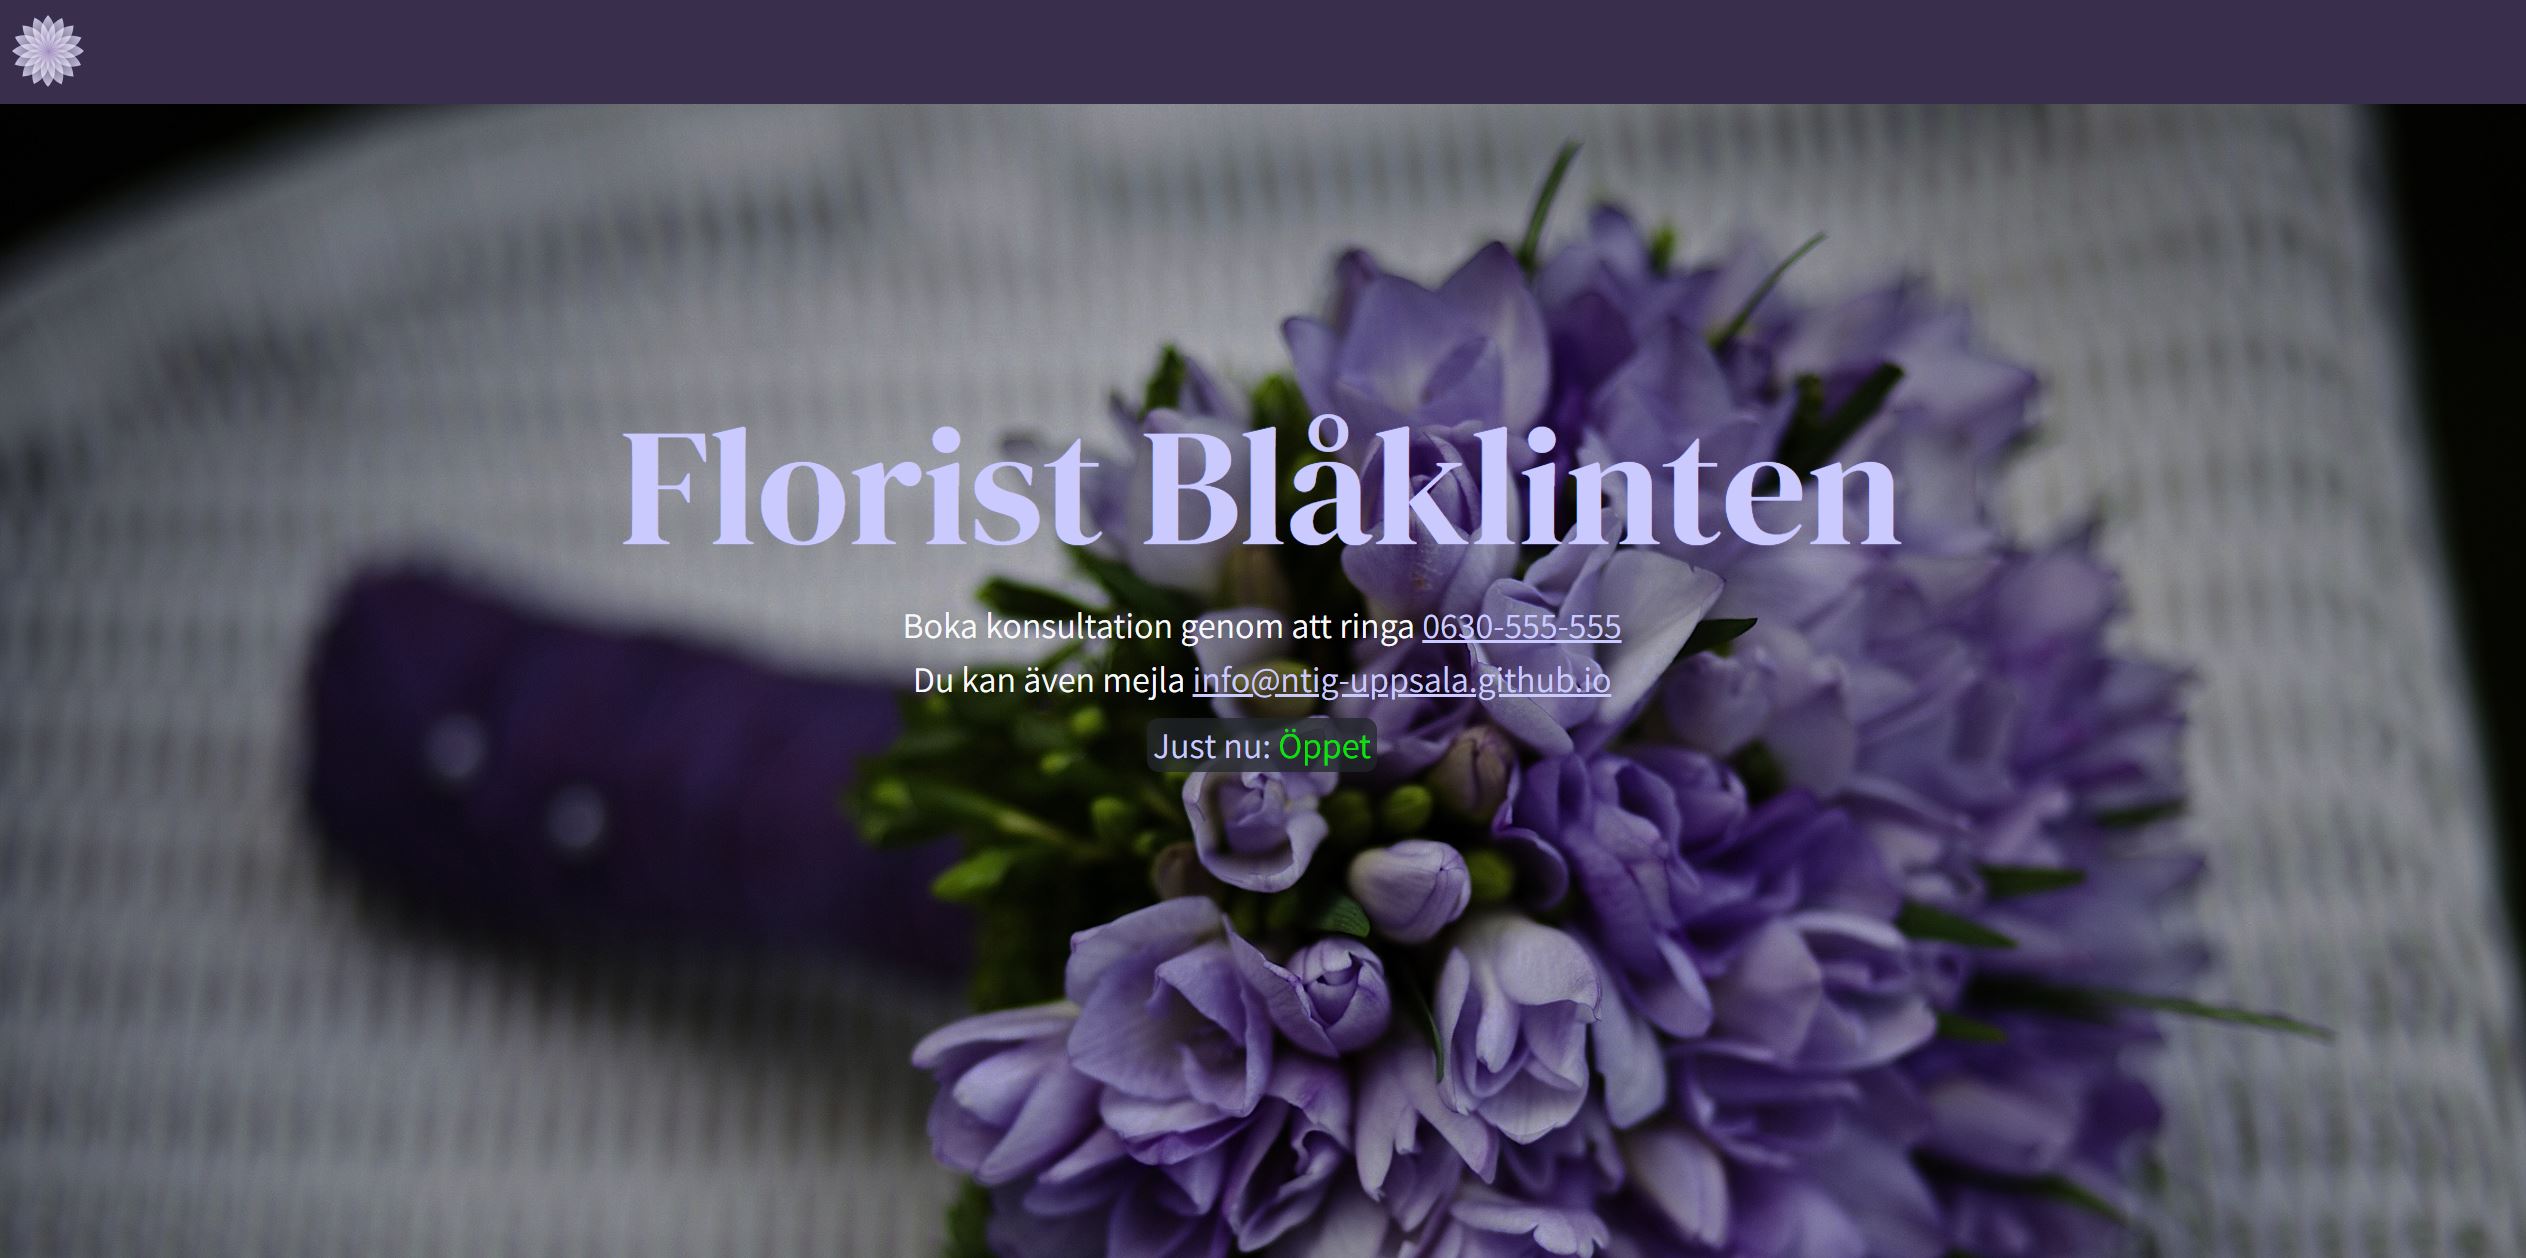 Florist Blåklinten
Boka konsultation genom att ringa 0630-555-555
Du kan även mejla info@ntig-uppsala.github.io
Just nu: Öppet